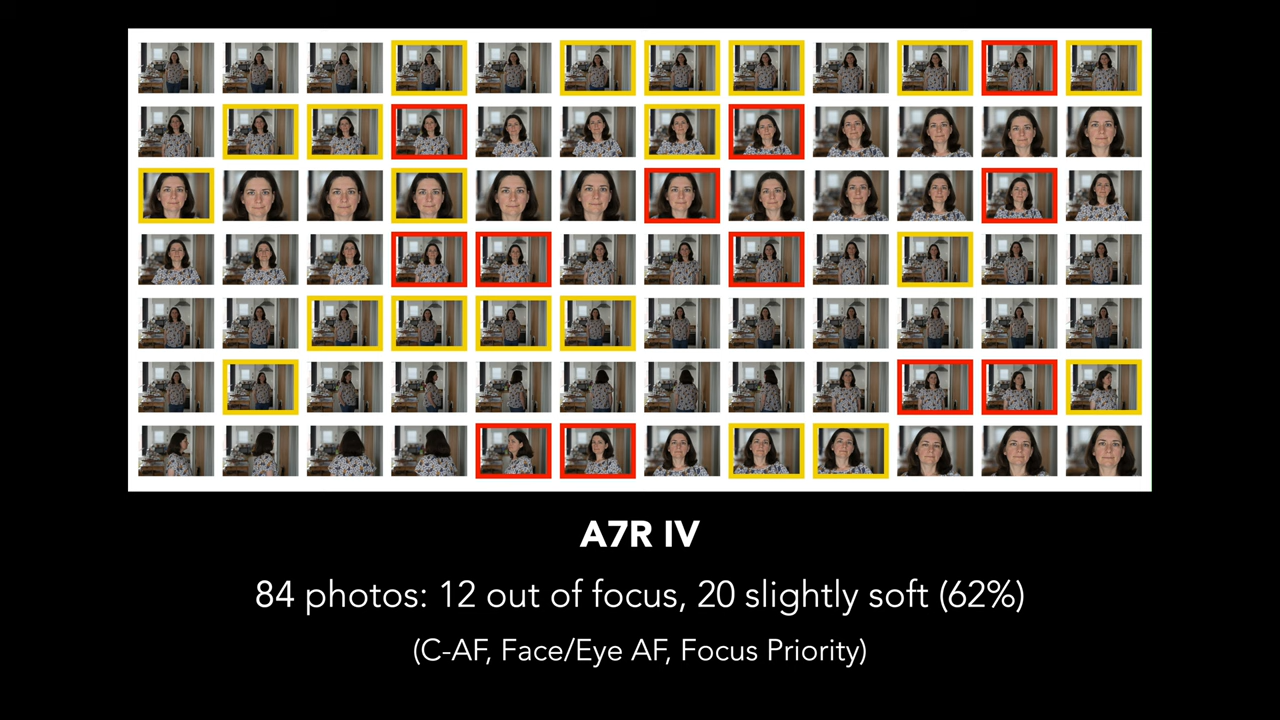 A7R IV
84 photos: 12 out of focus, 20 slightly soft (62%)
(C-AF, Face/Eye AF, Focus Priority)